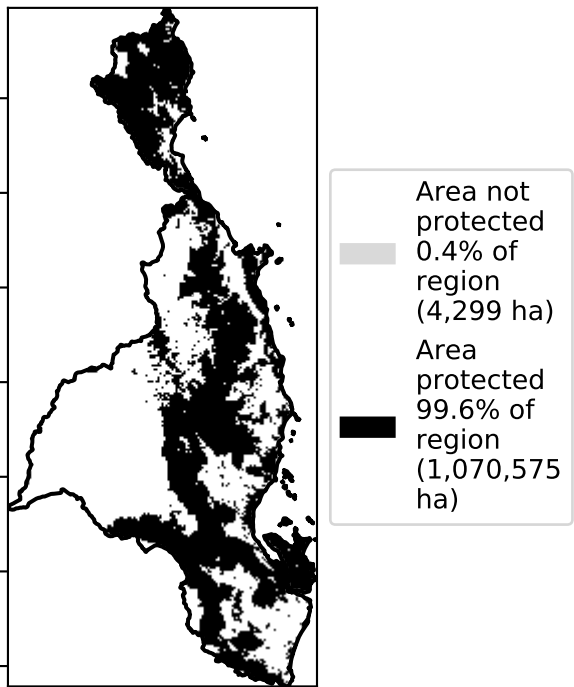 Area not
protected
0.4% of
region
(4,299 ha)
Area
protected
99.6% of
region
(1,070,575
ha)